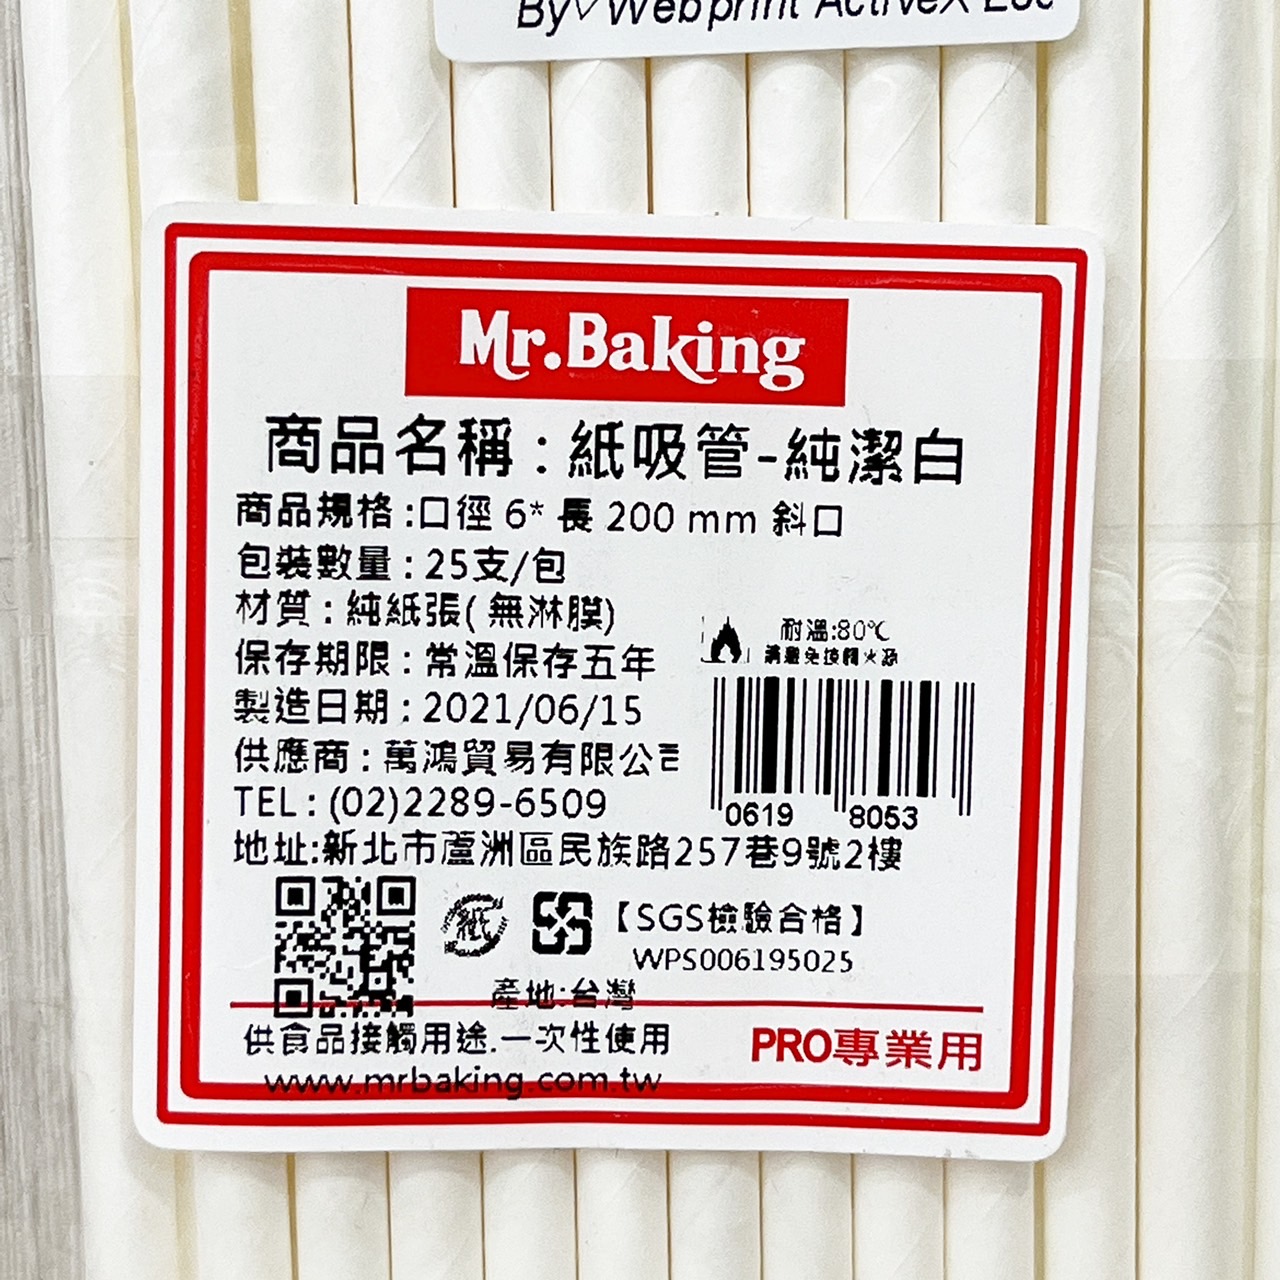 By Webprint ActiveX
Mr.Baking
商品名稱：紙吸管-純潔白
商品規格:口徑 6* 長 200 mm 斜口
包裝數量：25支/包
材質：純紙張( 無淋膜)
保存期限：常溫保存五年
製造日期：2021/06/15
供應商：萬鴻貿易有限公司
TEL：(02)2289-6509
地址:新北市蘆洲區民族路257巷9號2樓
耐溫:80℃
請避免接觸火源
0619 8053
紙
【SGS檢驗合格】
WPS006195025
產地:台灣
供食品接觸用途.一次性使用
PRO專業用
www.mrbaking.com.tw